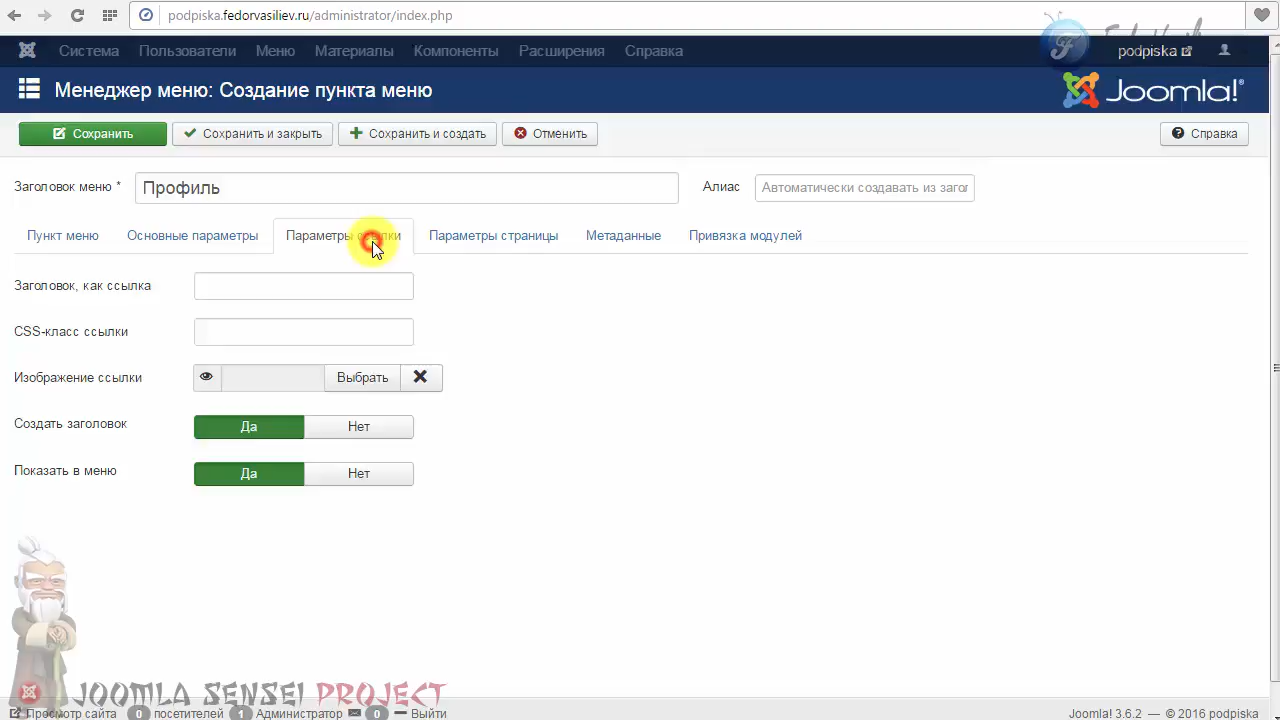 podpiska.fedorvasiliev.ru/administrator/index.php
Система Пользователи Меню Материалы Компоненты Расширения Справка podpiska
Менеджер меню: Создание пункта меню
Joomla!®
Сохранить Сохранить и закрыть Сохранить и создать Отменить Справка
Заголовок меню * Профиль Алиас Автоматически создавать из загол
Пункт меню Основные параметры Параметры ссылки Параметры страницы Метаданные Привязка модулей
Заголовок, как ссылка
CSS-класс ссылки
Изображение ссылки Выбрать
Создать заголовок Да Нет
Показать в меню Да Нет
JOOMLA SENSEI PROJECT
Просмотр сайта 0 посетителей 1 Администратор 0 Выйти Joomla! 3.6.2 — © 2016 podpiska